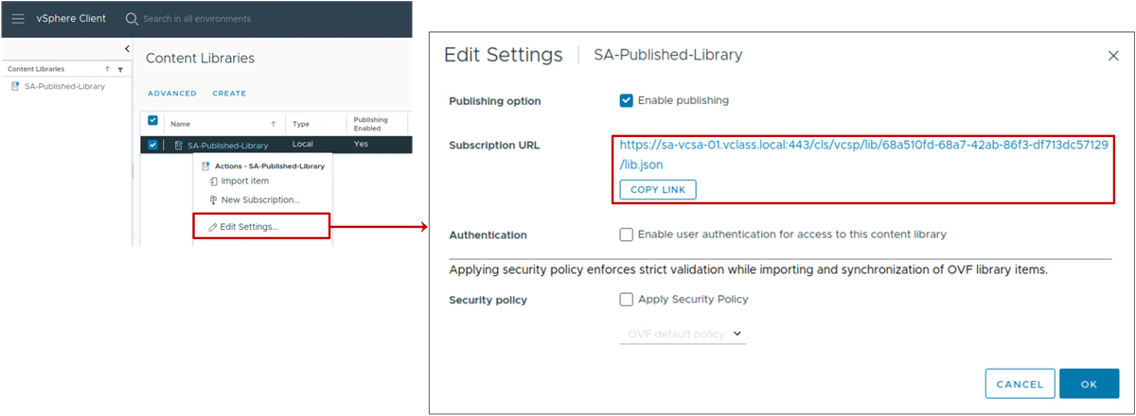 vSphere Client
Search in all environments
Content Libraries
SA-Published-Library
Content Libraries
ADVANCED CREATE
Name Type Publishing Enabled
SA-Published-Library Local Yes
Actions - SA-Published-Library
Import item
New Subscription...
Edit Settings...
Edit Settings SA-Published-Library
Publishing option Enable publishing
Subscription URL https://sa-vcsa-01.vclass.local:443/cls/vcsp/lib/68a510fd-68a7-42ab-86f3-df713dc57129
/lib.json
COPY LINK
Authentication Enable user authentication for access to this content library
Applying security policy enforces strict validation while importing and synchronization of OVF library items.
Security policy Apply Security Policy
OVF default policy
CANCEL OK